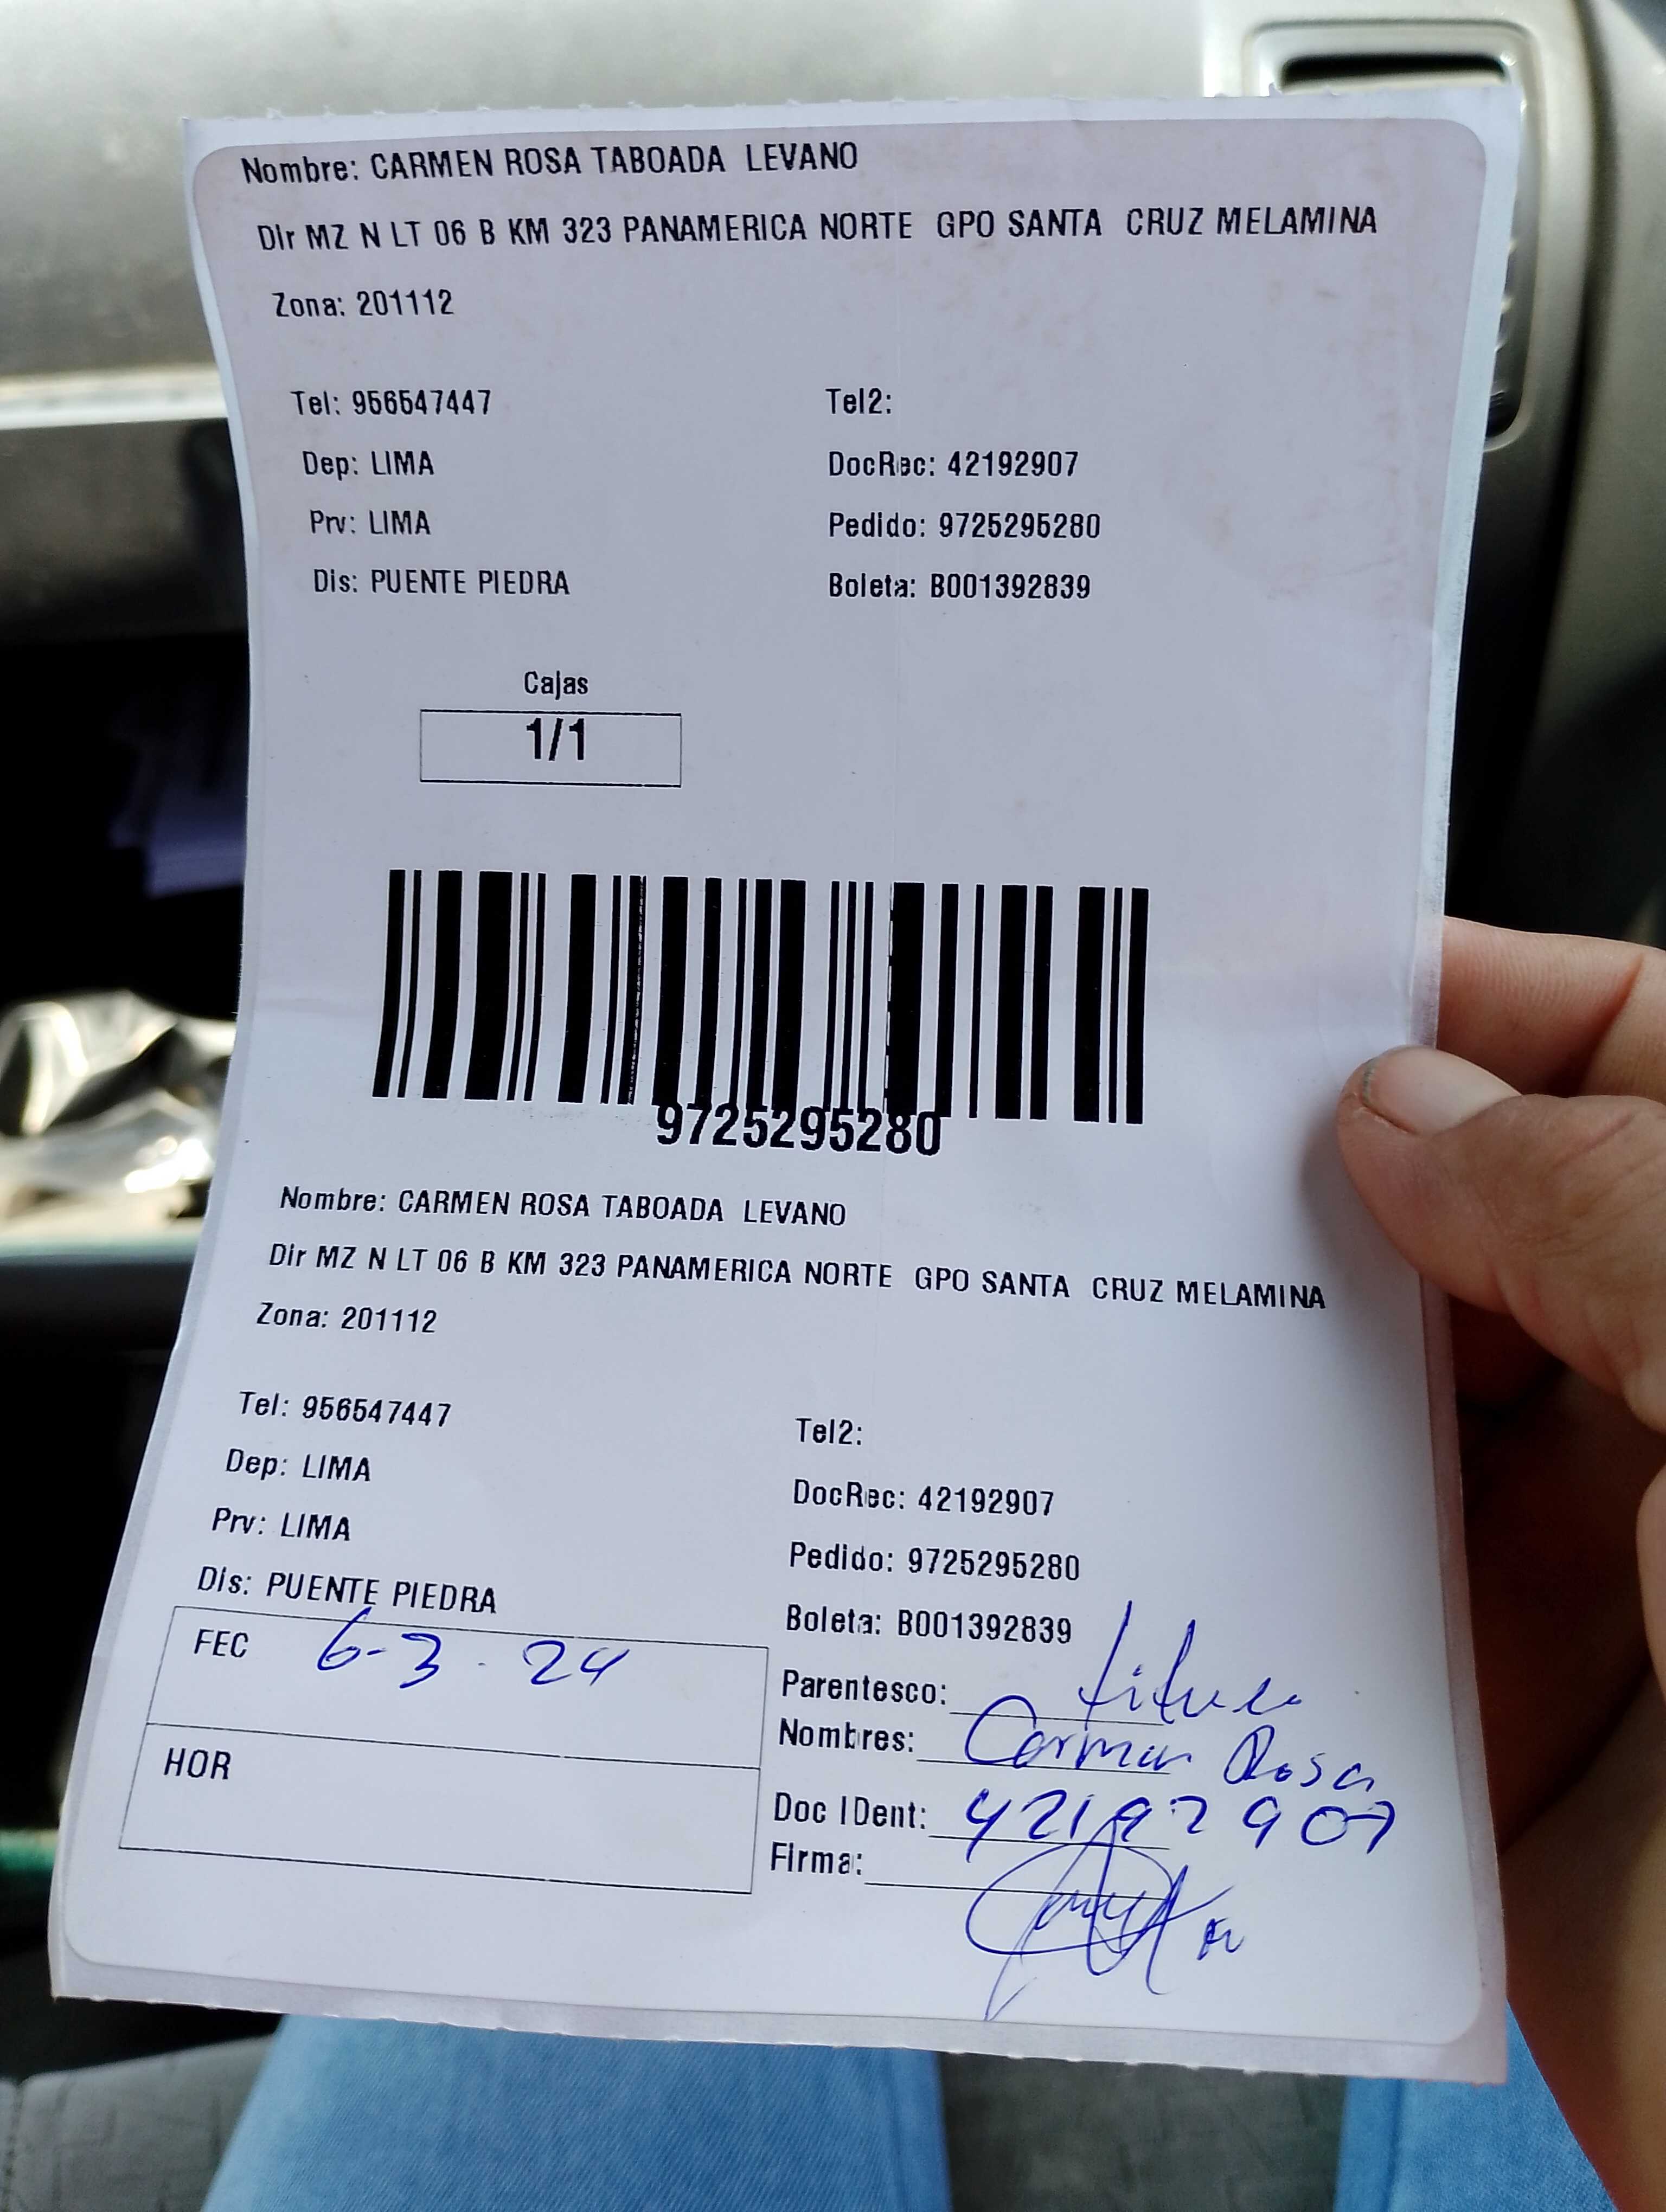 Nombre: CARMEN ROSA TABOADA LEVANO
Dir MZ N LT 06 B KM 323 PANAMERICA NORTE GPO SANTA CRUZ MELAMINA
Zona: 201112
Tel: 956547447 Tel2:
Dep: LIMA DocRec: 42192907
Prv: LIMA Pedido: 9725295280
Dis: PUENTE PIEDRA Boleta: B001392839
Cajas
1/1
9725295280
Nombre: CARMEN ROSA TABOADA LEVANO
Dir MZ N LT 06 B KM 323 PANAMERICA NORTE GPO SANTA CRUZ MELAMINA
Zona: 201112
Tel: 956547447 Tel2:
Dep: LIMA DocRec: 42192907
Prv: LIMA Pedido: 9725295280
Dis: PUENTE PIEDRA Boleta: B001392839
FEC 6-3-24
HOR
Parentesco:
Nombres: Carmen Rosa
Doc IDent: 42192907
Firma: